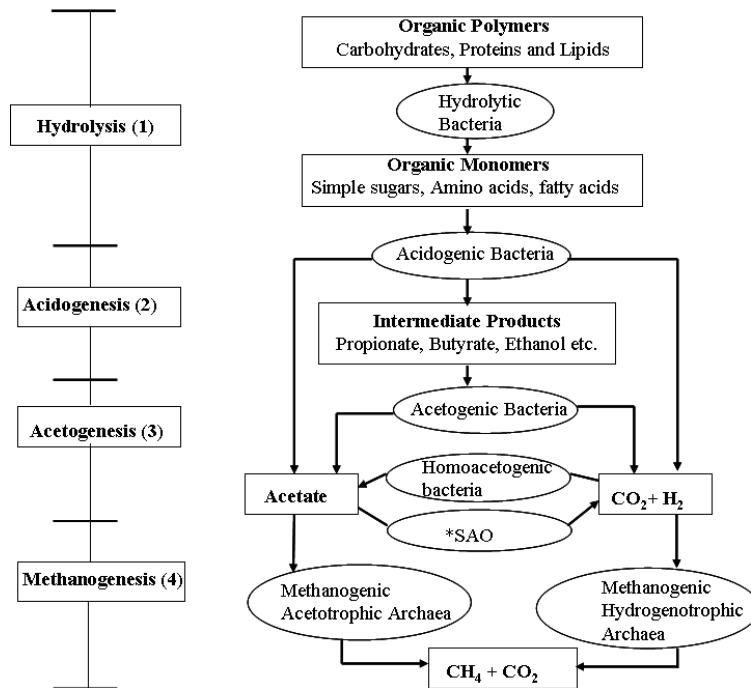 Organic Polymers
Carbohydrates, Proteins and Lipids
Hydrolytic
Bacteria
Hydrolysis (1)
Organic Monomers
Simple sugars, Amino acids, fatty acids
Acidogenic Bacteria
Acidogenesis (2)
Intermediate Products
Propionate, Butyrate, Ethanol etc.
Acetogenic Bacteria
Acetogenesis (3)
Homoacetogenic
bacteria
Acetate
CO₂+ H₂
*SAO
Methanogenesis (4)
Methanogenic
Acetotrophic Archaea
Methanogenic
Hydrogenotrophic
Archaea
CH₄ + CO₂